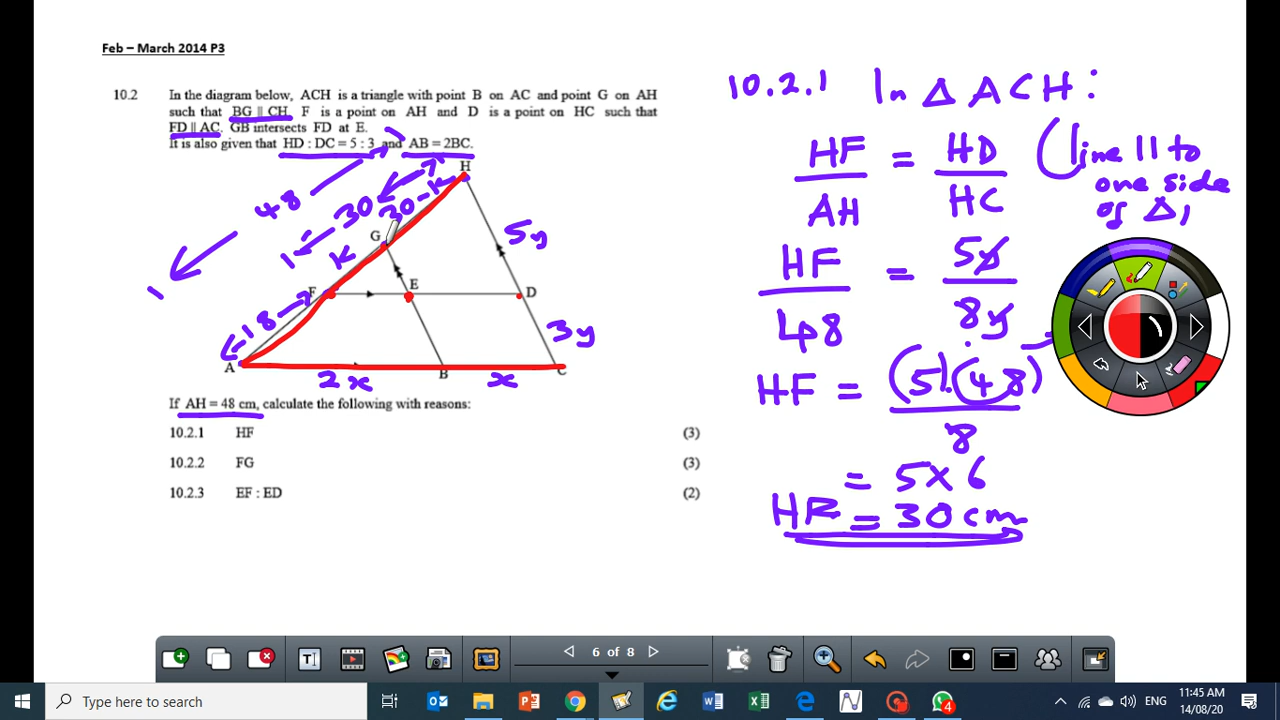 Feb – March 2014 P3
10.2 In the diagram below, ACH is a triangle with point B on AC and point G on AH
such that BG || CH. F is a point on AH and D is a point on HC such that
FD || AC. GB intersects FD at E.
It is also given that HD : DC = 5 : 3 and AB = 2BC.
H
48
30
30-k
G
k
5y
F
E
D
18
3y
A
2x
B
x
C
If AH = 48 cm, calculate the following with reasons:
10.2.1 HF (3)
10.2.2 FG (3)
10.2.3 EF : ED (2)
10.2.1 In △ ACH :
HF/AH = HD/HC (line || to
one side
of △,
HF/48 = 5y/8y
HF = (5).(48)/8
= 5 × 6
HF = 30 cm
T
6 of 8
Type here to search
4
ENG
11:45 AM
14/08/20